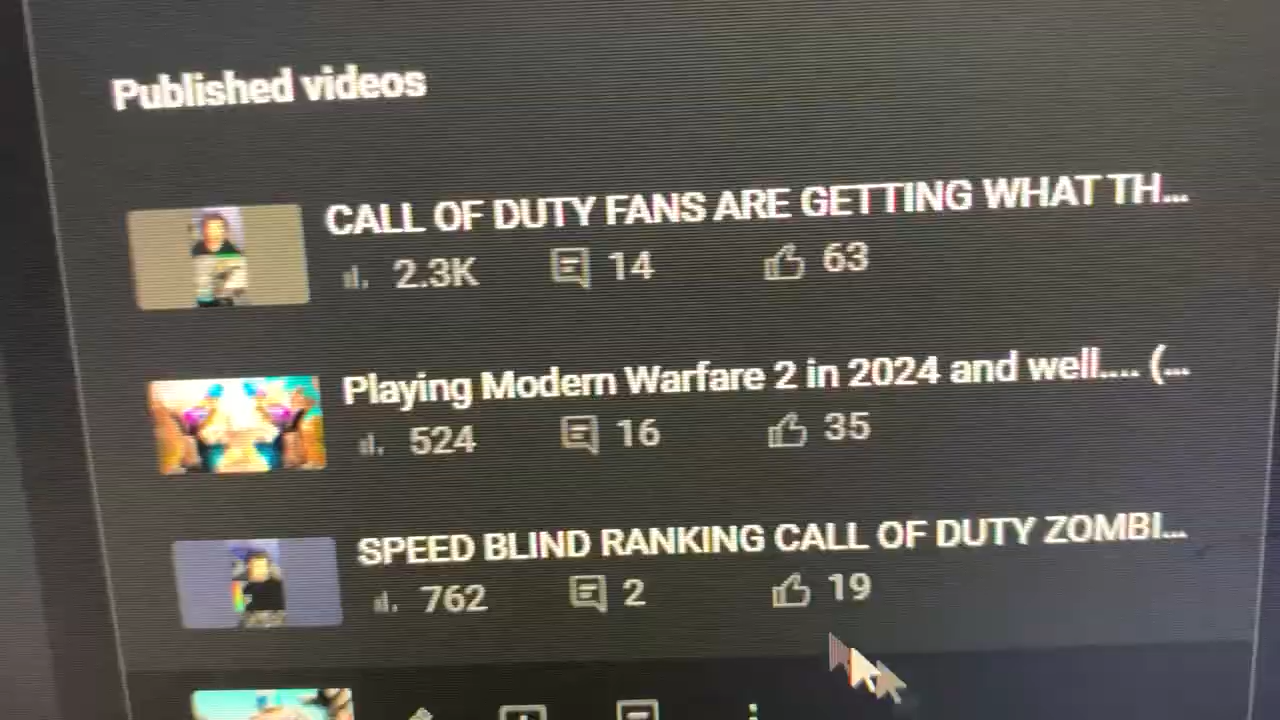 Published videos
CALL OF DUTY FANS ARE GETTING WHAT TH...
2.3K 14 63
Playing Modern Warfare 2 in 2024 and well.... (...
524 16 35
SPEED BLIND RANKING CALL OF DUTY ZOMBI...
762 2 19